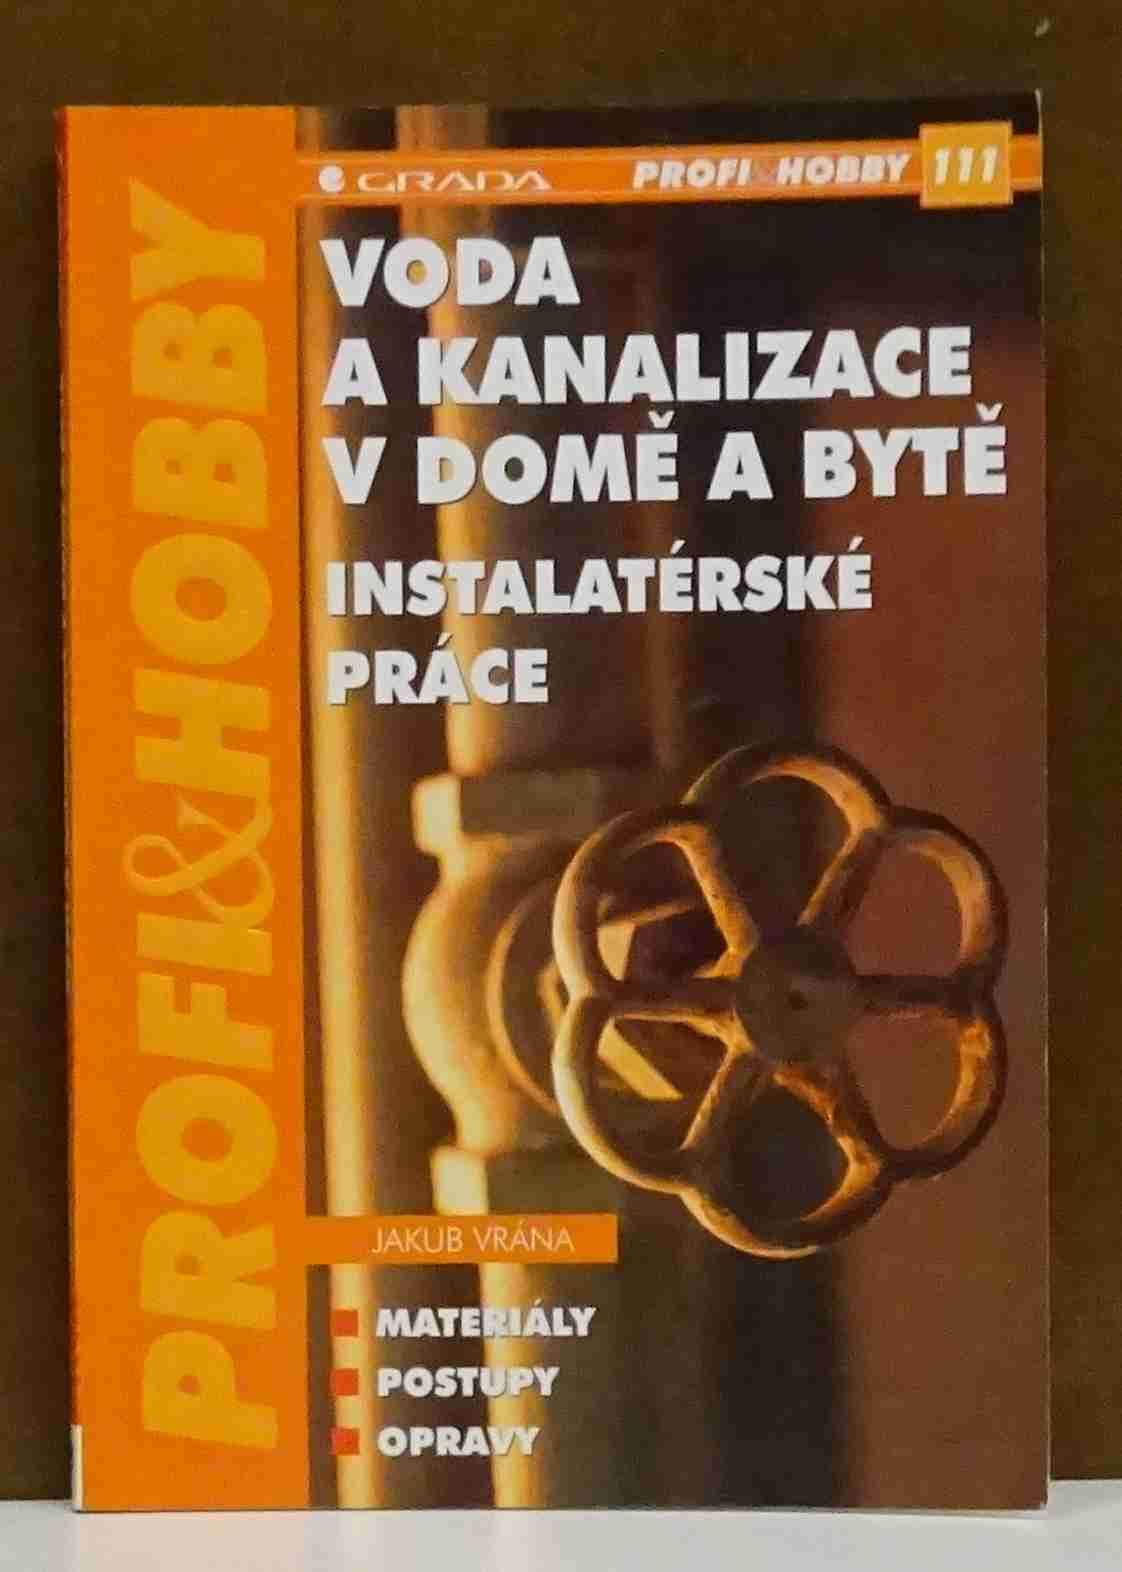 GRADA PROFI&HOBBY 111
VODA
A KANALIZACE
V DOMĚ A BYTĚ
INSTALATÉRSKÉ
PRÁCE
JAKUB VRÁNA
MATERIÁLY
POSTUPY
OPRAVY
PROFI&HOBBY